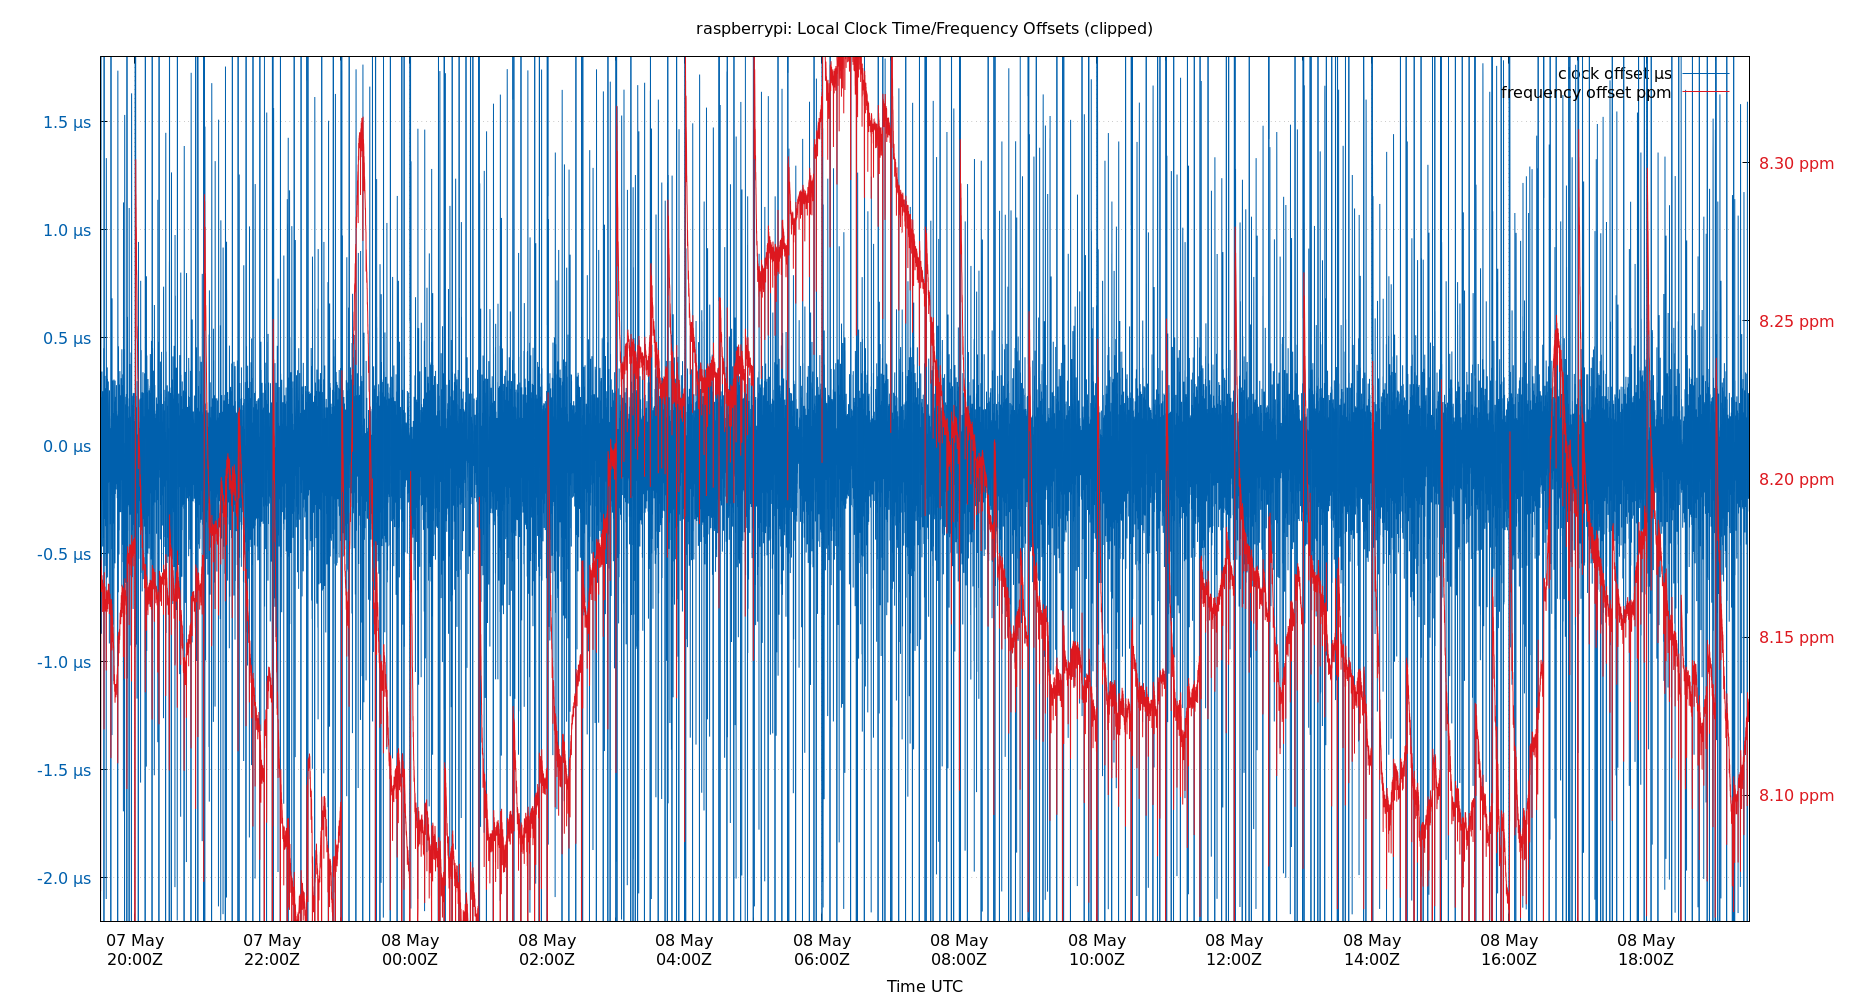 raspberrypi: Local Clock Time/Frequency Offsets (clipped)
clock offset µs
frequency offset ppm
1.5 µs
1.0 µs
0.5 µs
0.0 µs
-0.5 µs
-1.0 µs
-1.5 µs
-2.0 µs
8.30 ppm
8.25 ppm
8.20 ppm
8.15 ppm
8.10 ppm
07 May 07 May 08 May 08 May 08 May 08 May 08 May 08 May 08 May 08 May 08 May 08 May
20:00Z 22:00Z 00:00Z 02:00Z 04:00Z 06:00Z 08:00Z 10:00Z 12:00Z 14:00Z 16:00Z 18:00Z
Time UTC